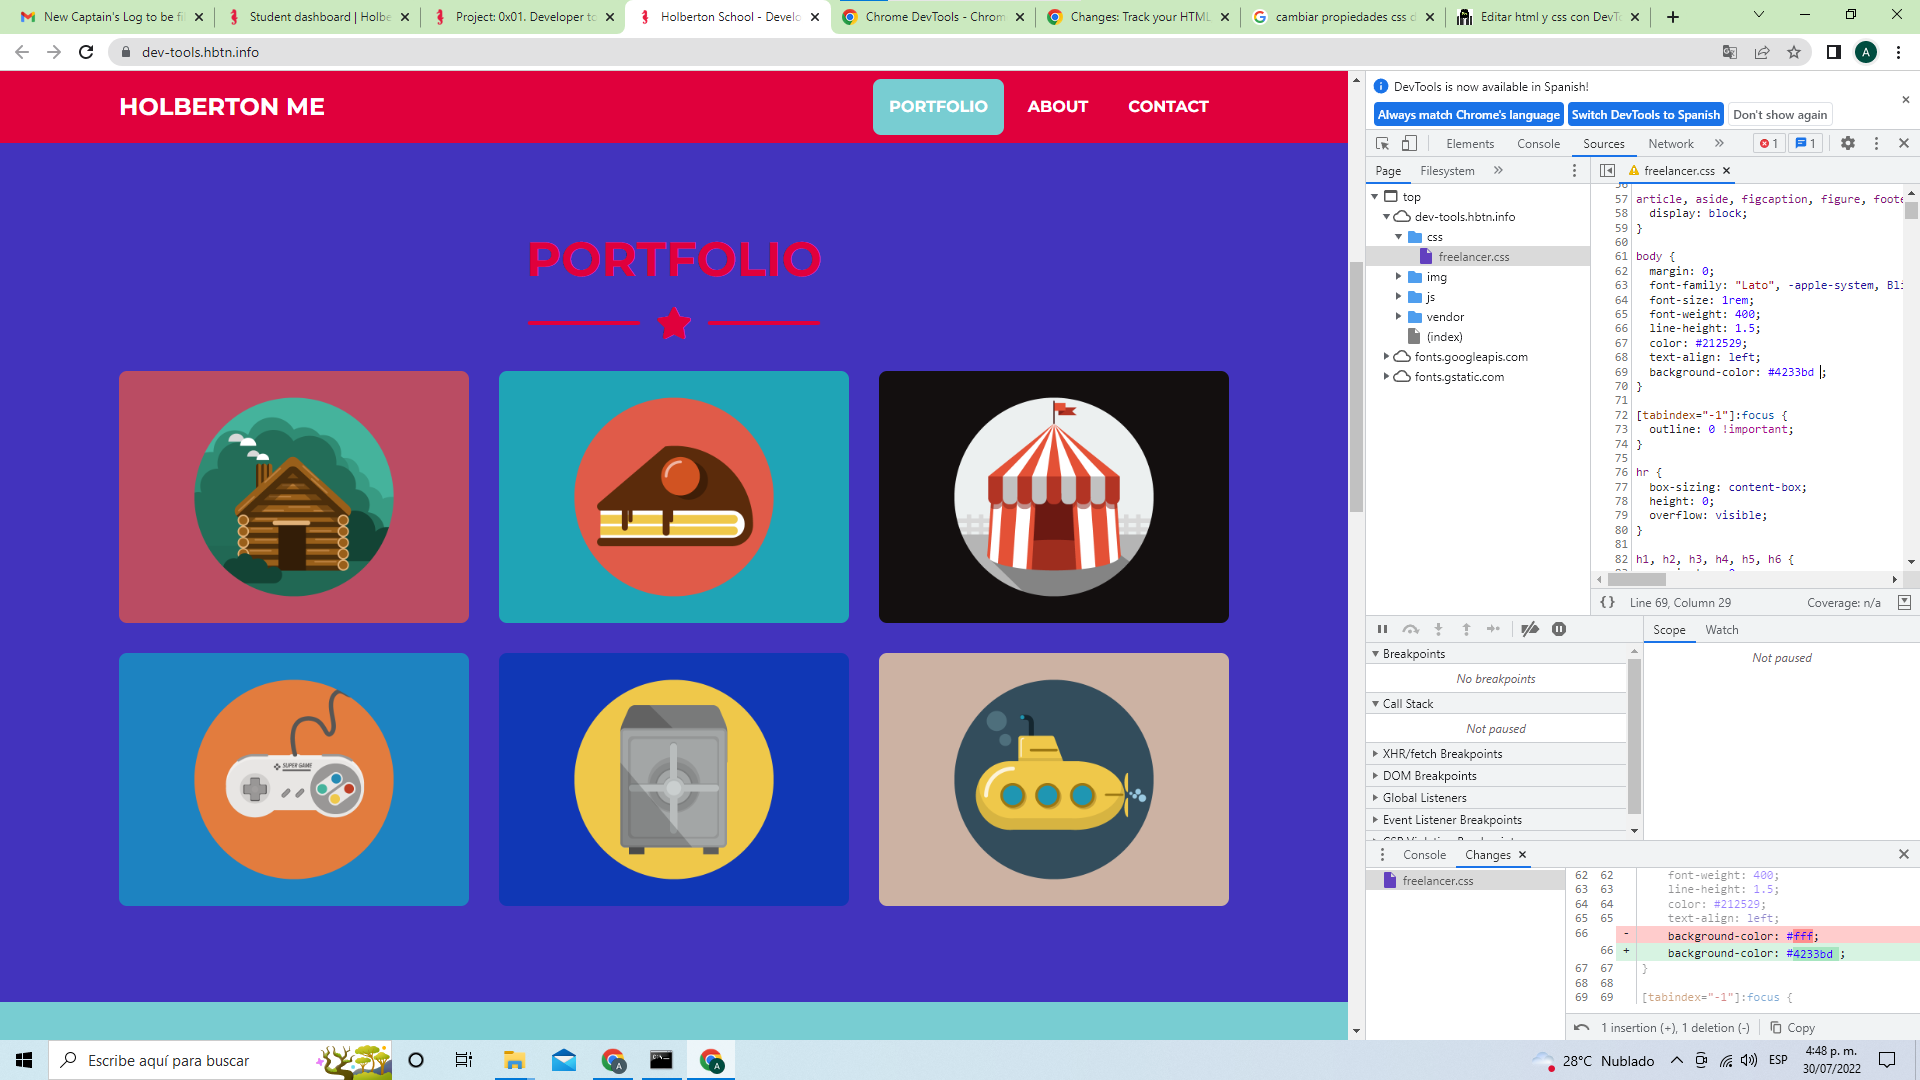 New Captain's Log to be fi
Student dashboard | Holbe
Project: 0x01. Developer to
Holberton School - Develo
Chrome DevTools - Chrom
Changes: Track your HTML
cambiar propiedades css d
Editar html y css con DevTo
dev-tools.hbtn.info
A
HOLBERTON ME
PORTFOLIO
ABOUT
CONTACT
PORTFOLIO
SUPER GAME
DevTools is now available in Spanish!
Always match Chrome's language
Switch DevTools to Spanish
Don't show again
Elements
Console
Sources
Network
1
1
Page
Filesystem
freelancer.css
top
dev-tools.hbtn.info
css
freelancer.css
img
js
vendor
(index)
fonts.googleapis.com
fonts.gstatic.com
57 article, aside, figcaption, figure, foote
58 display: block;
59 }
60
61 body {
62 margin: 0;
63 font-family: "Lato", -apple-system, Bli
64 font-size: 1rem;
65 font-weight: 400;
66 line-height: 1.5;
67 color: #212529;
68 text-align: left;
69 background-color: #4233bd ;
70 }
71
72 [tabindex="-1"]:focus {
73 outline: 0 !important;
74 }
75
76 hr {
77 box-sizing: content-box;
78 height: 0;
79 overflow: visible;
80 }
81
82 h1, h2, h3, h4, h5, h6 {
{ } Line 69, Column 29
Coverage: n/a
Scope
Watch
Breakpoints
No breakpoints
Not paused
Call Stack
Not paused
XHR/fetch Breakpoints
DOM Breakpoints
Global Listeners
Event Listener Breakpoints
Console
Changes
freelancer.css
62 62 font-weight: 400;
63 63 line-height: 1.5;
64 64 color: #212529;
65 65 text-align: left;
66 - background-color: #fff;
66 + background-color: #4233bd ;
67 67 }
68 68
69 69 [tabindex="-1"]:focus {
1 insertion (+), 1 deletion (-)
Copy
Escribe aquí para buscar
28°C Nublado
ESP
4:48 p. m.
30/07/2022